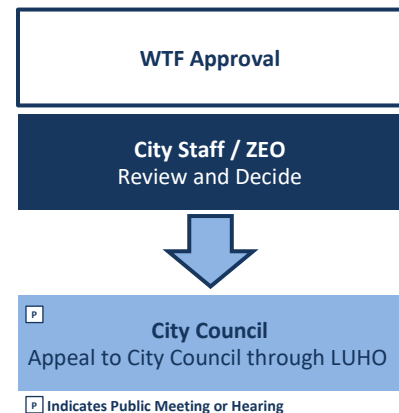 WTF Approval
City Staff / ZEO
Review and Decide
P
City Council
Appeal to City Council through LUHO
P Indicates Public Meeting or Hearing